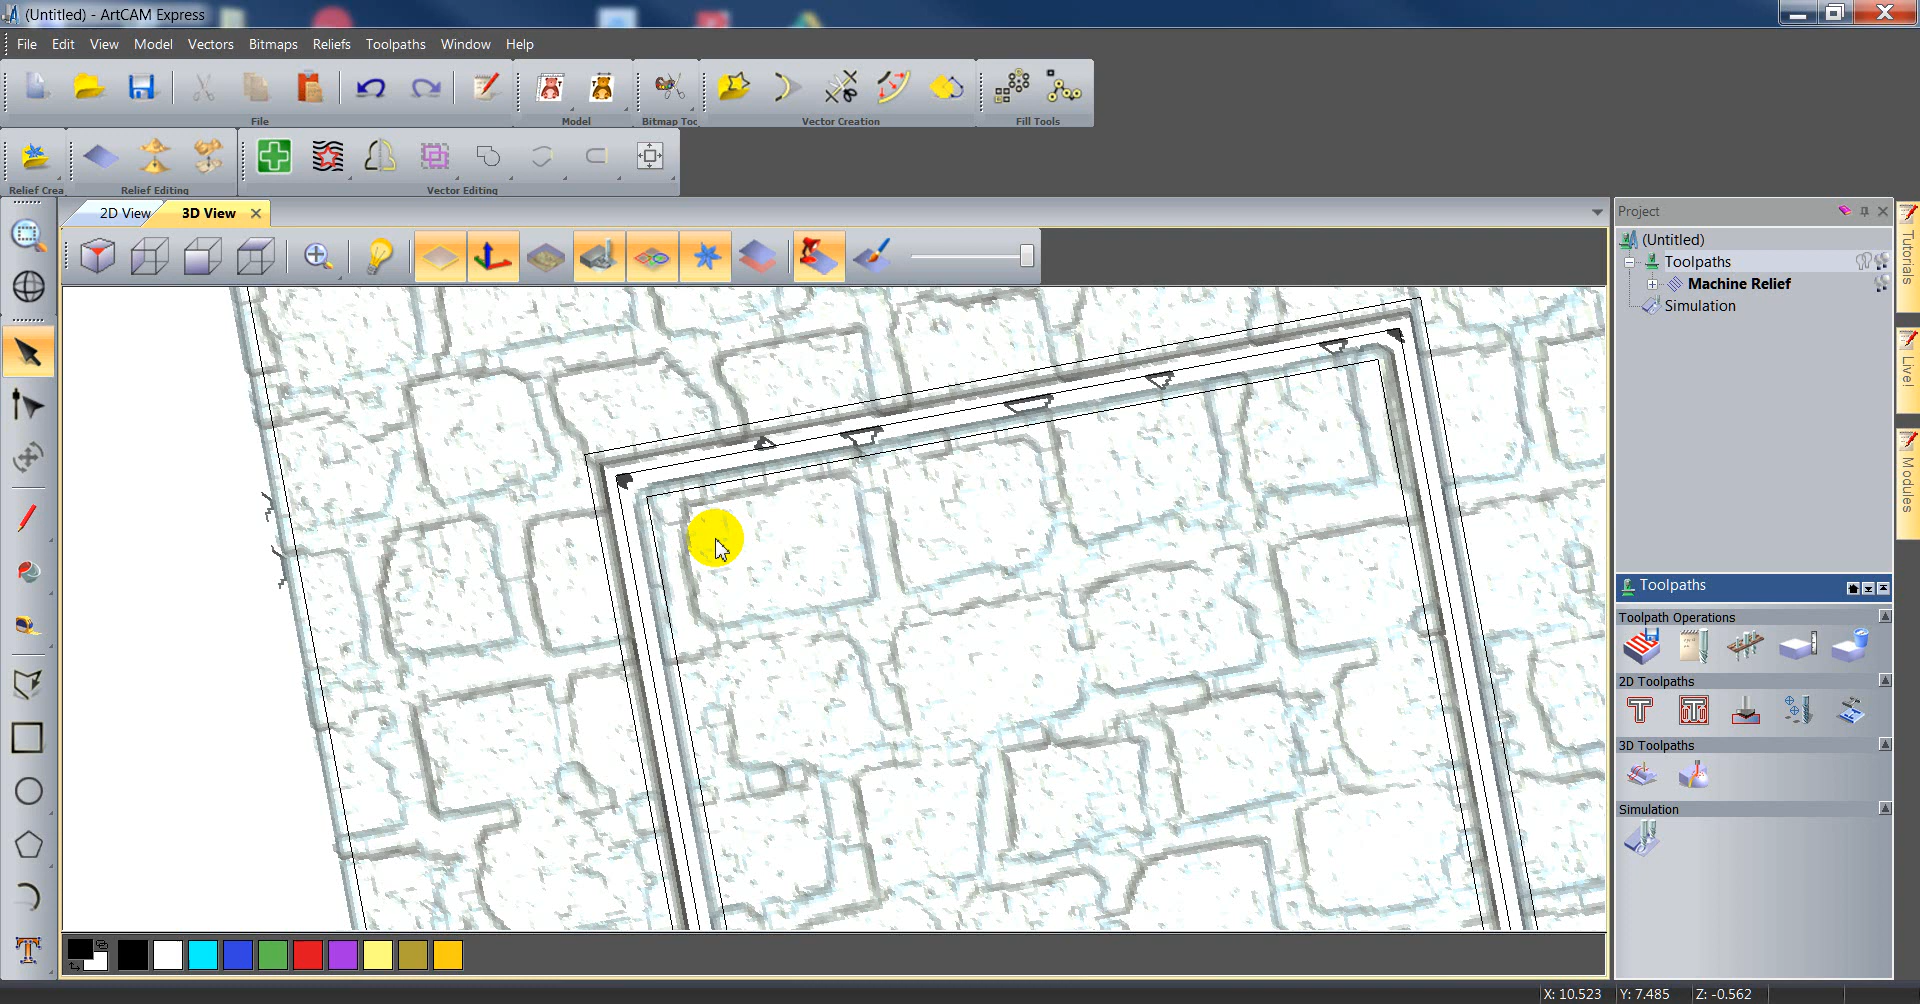 (Untitled) - ArtCAM Express
File Edit View Model Vectors Bitmaps Reliefs Toolpaths Window Help
File Model Bitmap Toc Vector Creation Fill Tools
Relief Crea Relief Editing Vector Editing
2D View 3D View
Project
(Untitled)
Toolpaths
Machine Relief
Simulation
Tutorials
Live!
Modules
Toolpaths
Toolpath Operations
2D Toolpaths
3D Toolpaths
Simulation
X: 10.523 Y: 7.485 Z: -0.562